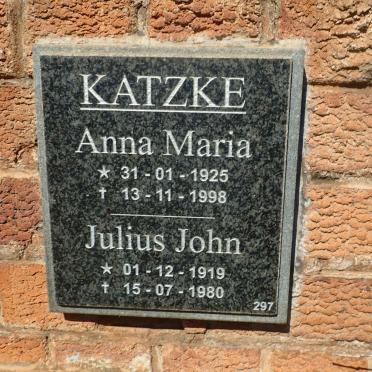 KATZKE
Anna Maria
★ 31 - 01 - 1925
✝ 13 - 11 - 1998
Julius John
★ 01 - 12 - 1919
✝ 15 - 07 - 1980
297